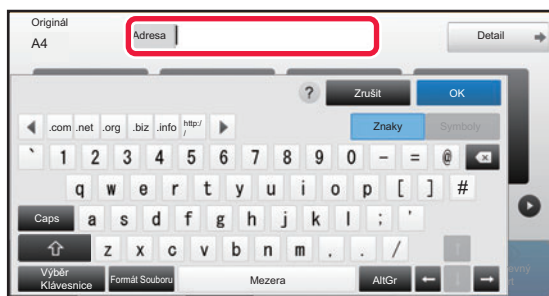 Originál
A4
Adresa
Detail
? Zrušit OK
.com .net .org .biz .info http:/
/
Znaky Symboly
` 1 2 3 4 5 6 7 8 9 0 - = @
q w e r t y u i o p [ ] #
Caps a s d f g h j k l ; '
z x c v b n m , . /
Výběr
Klávesnice
Formát Souboru Mezera AltGr